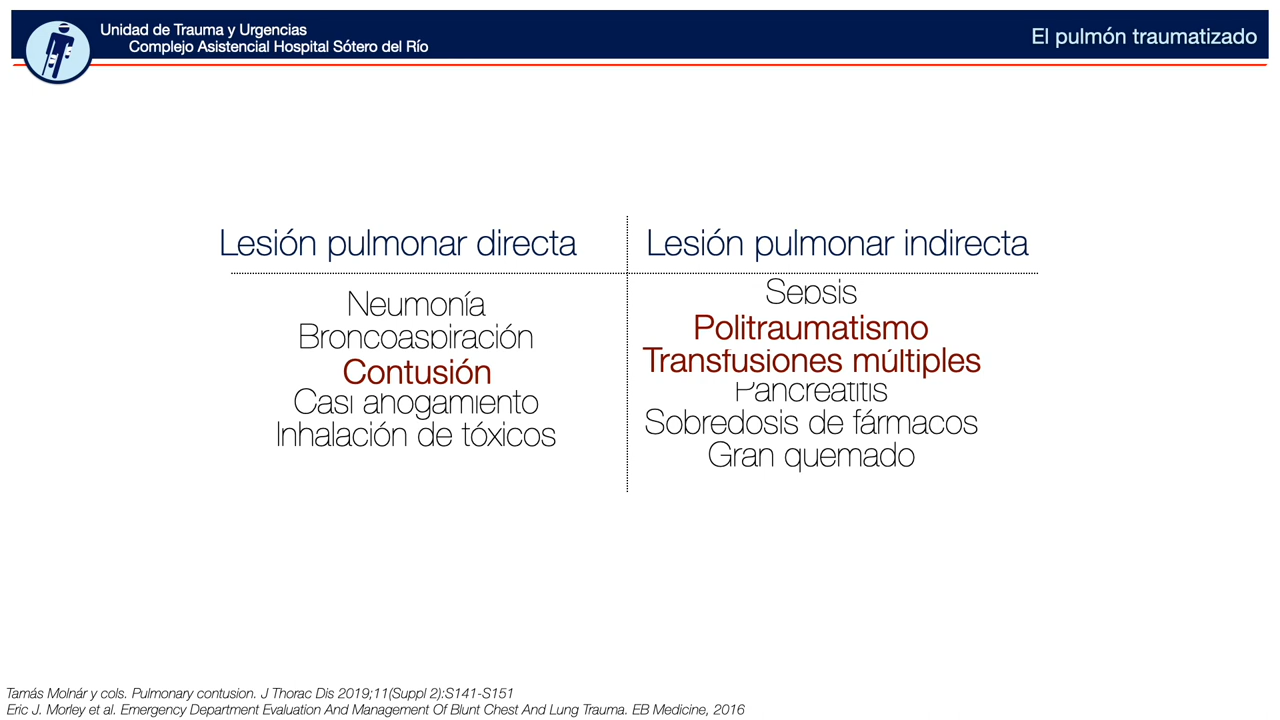 Unidad de Trauma y Urgencias
Complejo Asistencial Hospital Sótero del Río
El pulmón traumatizado
Lesión pulmonar directa
Neumonía
Broncoaspiración
Contusión
Casi ahogamiento
Inhalación de tóxicos
Lesión pulmonar indirecta
Sepsis
Politraumatismo
Transfusiones múltiples
Pancreatitis
Sobredosis de fármacos
Gran quemado
Tamás Molnár y cols. Pulmonary contusion. J Thorac Dis 2019;11(Suppl 2):S141-S151
Eric J. Morley et al. Emergency Department Evaluation And Management Of Blunt Chest And Lung Trauma. EB Medicine, 2016